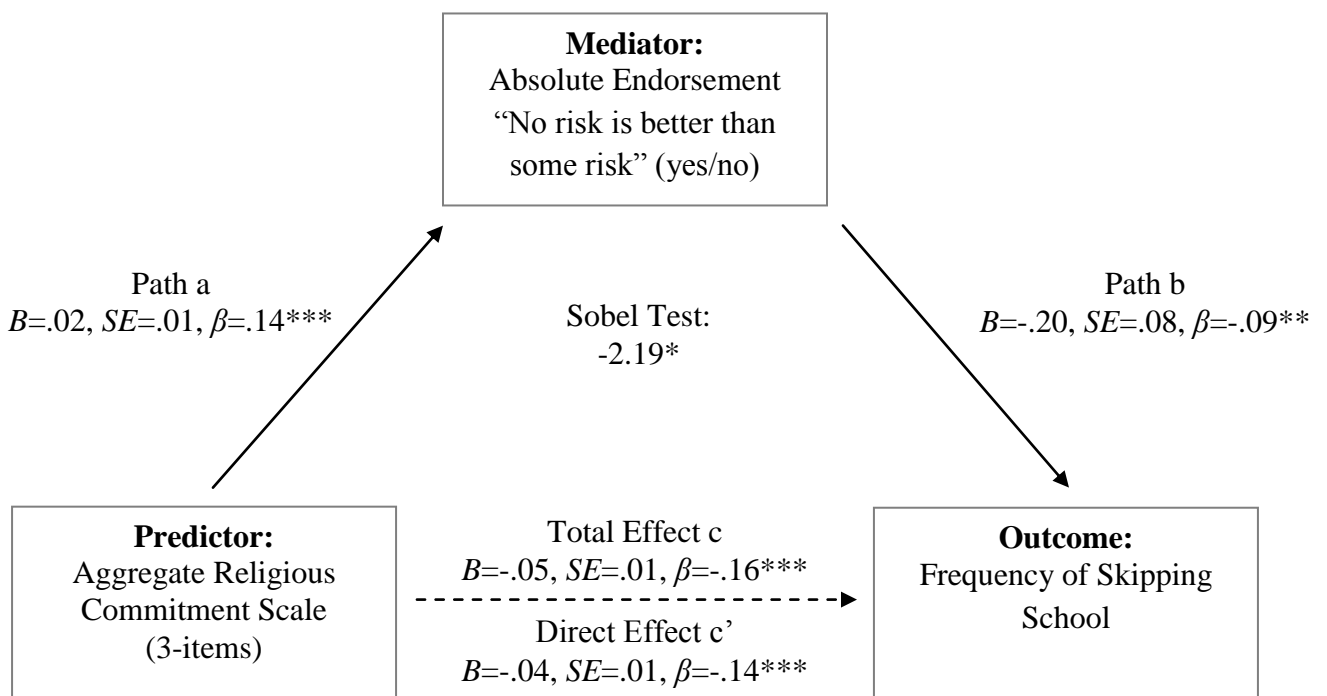 Mediator:
Absolute Endorsement
“No risk is better than
some risk” (yes/no)
Path a
B=.02, SE=.01, β=.14***
Sobel Test:
-2.19*
Path b
B=-.20, SE=.08, β=-.09**
Predictor:
Aggregate Religious
Commitment Scale
(3-items)
Total Effect c
B=-.05, SE=.01, β=-.16***
Direct Effect c’
B=-.04, SE=.01, β=-.14***
Outcome:
Frequency of Skipping
School